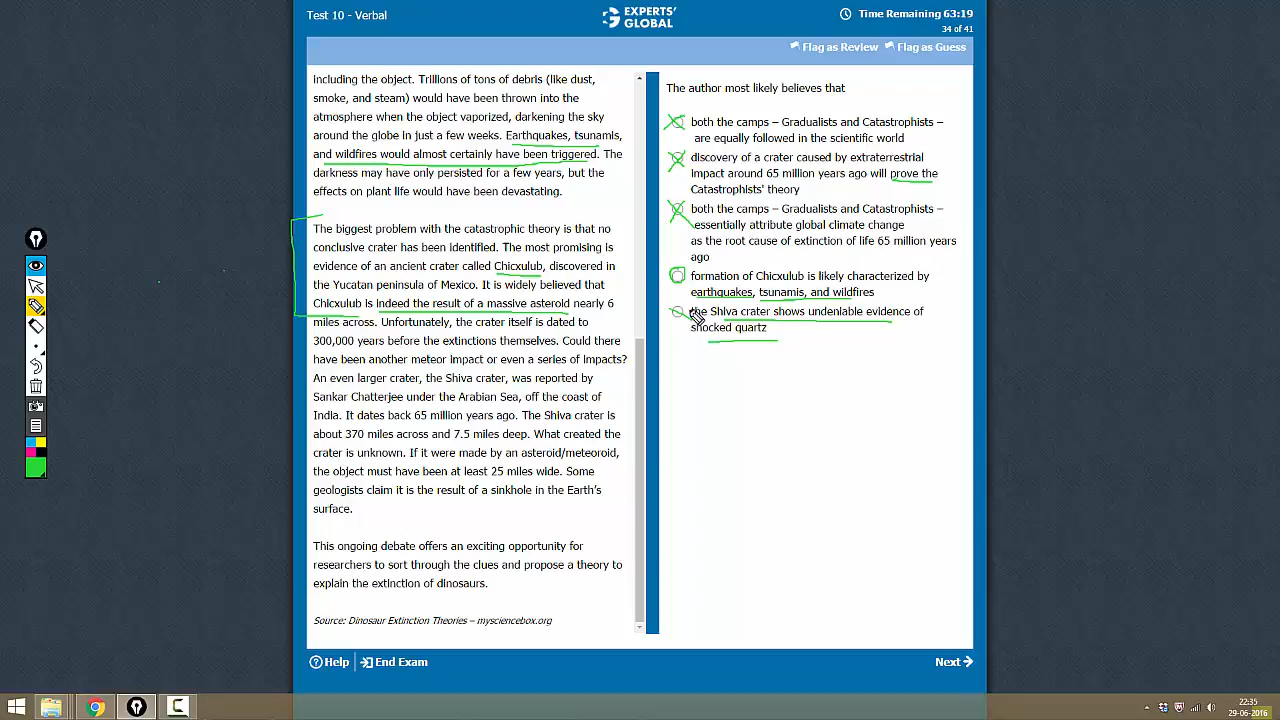 Test 10 - Verbal
EXPERTS'
GLOBAL
Time Remaining 63:19
34 of 41
Flag as Review
Flag as Guess
including the object. Trillions of tons of debris (like dust,
smoke, and steam) would have been thrown into the
atmosphere when the object vaporized, darkening the sky
around the globe in just a few weeks. Earthquakes, tsunamis,
and wildfires would almost certainly have been triggered. The
darkness may have only persisted for a few years, but the
effects on plant life would have been devastating.
The biggest problem with the catastrophic theory is that no
conclusive crater has been identified. The most promising is
evidence of an ancient crater called Chicxulub, discovered in
the Yucatan peninsula of Mexico. It is widely believed that
Chicxulub is indeed the result of a massive asteroid nearly 6
miles across. Unfortunately, the crater itself is dated to
300,000 years before the extinctions themselves. Could there
have been another meteor impact or even a series of impacts?
An even larger crater, the Shiva crater, was reported by
Sankar Chatterjee under the Arabian Sea, off the coast of
India. It dates back 65 million years ago. The Shiva crater is
about 370 miles across and 7.5 miles deep. What created the
crater is unknown. If it were made by an asteroid/meteoroid,
the object must have been at least 25 miles wide. Some
geologists claim it is the result of a sinkhole in the Earth's
surface.
This ongoing debate offers an exciting opportunity for
researchers to sort through the clues and propose a theory to
explain the extinction of dinosaurs.
Source: Dinosaur Extinction Theories – mysciencebox.org
The author most likely believes that
both the camps – Gradualists and Catastrophists –
are equally followed in the scientific world
discovery of a crater caused by extraterrestrial
impact around 65 million years ago will prove the
Catastrophists' theory
both the camps – Gradualists and Catastrophists –
essentially attribute global climate change
as the root cause of extinction of life 65 million years
ago
formation of Chicxulub is likely characterized by
earthquakes, tsunamis, and wildfires
the Shiva crater shows undeniable evidence of
shocked quartz
Help
End Exam
Next
22:35
29-06-2016